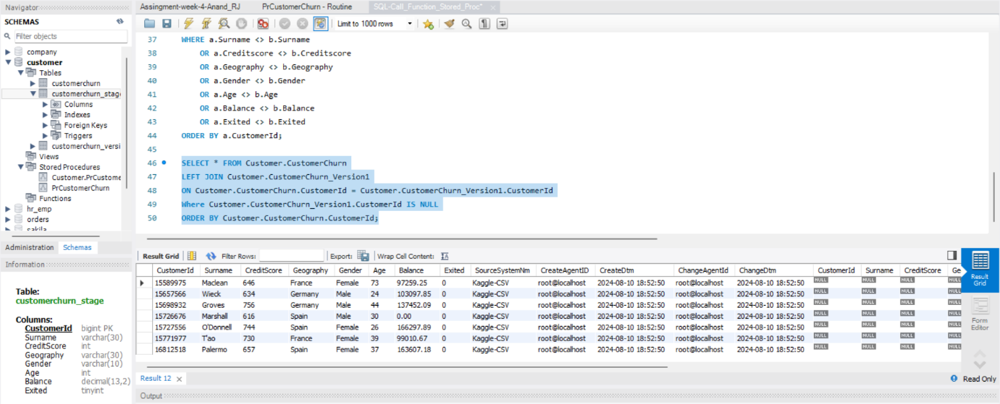 Navigator
SCHEMAS
Filter objects
company
customer
Tables
customerchurn
customerchurn_stag
Columns
Indexes
Foreign Keys
Triggers
customerchurn_versi
Views
Stored Procedures
Customer.PrCustome
PrCustomerChurn
Functions
hr_emp
orders
sakila
Administration Schemas
Information
Table:
customerchurn_stage
Columns:
CustomerId bigint PK
Surname varchar(30)
CreditScore int
Geography varchar(30)
Gender varchar(10)
Age int
Balance decimal(13,2)
Exited tinyint
Assingment-week-4-Anand_RJ PrCustomerChurn - Routine SQL-Call_Function_Stored_Proc* ×
Limit to 1000 rows
37 WHERE a.Surname <> b.Surname
38 OR a.Creditscore <> b.Creditscore
39 OR a.Geography <> b.Geography
40 OR a.Gender <> b.Gender
41 OR a.Age <> b.Age
42 OR a.Balance <> b.Balance
43 OR a.Exited <> b.Exited
44 ORDER BY a.CustomerId;
45
46 SELECT * FROM Customer.CustomerChurn
47 LEFT JOIN Customer.CustomerChurn_Version1
48 ON Customer.CustomerChurn.CustomerId = Customer.CustomerChurn_Version1.CustomerId
49 Where Customer.CustomerChurn_Version1.CustomerId IS NULL
50 ORDER BY Customer.CustomerChurn.CustomerId;
Result Grid Filter Rows: Export: Wrap Cell Content:
CustomerId Surname CreditScore Geography Gender Age Balance Exited SourceSystemNm CreateAgentID CreateDtm ChangeAgentId ChangeDtm CustomerId Surname CreditScore Ge
15589975 Maclean 646 France Female 73 97259.25 0 Kaggle-CSV root@localhost 2024-08-10 18:52:50 root@localhost 2024-08-10 18:52:50 NULL NULL NULL NULL
15657566 Wieck 634 Germany Male 24 103097.85 0 Kaggle-CSV root@localhost 2024-08-10 18:52:50 root@localhost 2024-08-10 18:52:50 NULL NULL NULL NULL
15698932 Groves 756 Germany Male 44 137452.09 0 Kaggle-CSV root@localhost 2024-08-10 18:52:50 root@localhost 2024-08-10 18:52:50 NULL NULL NULL NULL
15726676 Marshall 616 Spain Male 30 0.00 0 Kaggle-CSV root@localhost 2024-08-10 18:52:50 root@localhost 2024-08-10 18:52:50 NULL NULL NULL NULL
15727556 O'Donnell 744 Spain Female 26 166297.89 0 Kaggle-CSV root@localhost 2024-08-10 18:52:50 root@localhost 2024-08-10 18:52:50 NULL NULL NULL NULL
15771977 T'ao 730 France Female 39 99010.67 0 Kaggle-CSV root@localhost 2024-08-10 18:52:50 root@localhost 2024-08-10 18:52:50 NULL NULL NULL NULL
16812518 Palermo 657 Spain Female 37 163607.18 0 Kaggle-CSV root@localhost 2024-08-10 18:52:50 root@localhost 2024-08-10 18:52:50 NULL NULL NULL NULL
Result
Grid
Form
Editor
Result 12 ×
Read Only
Output